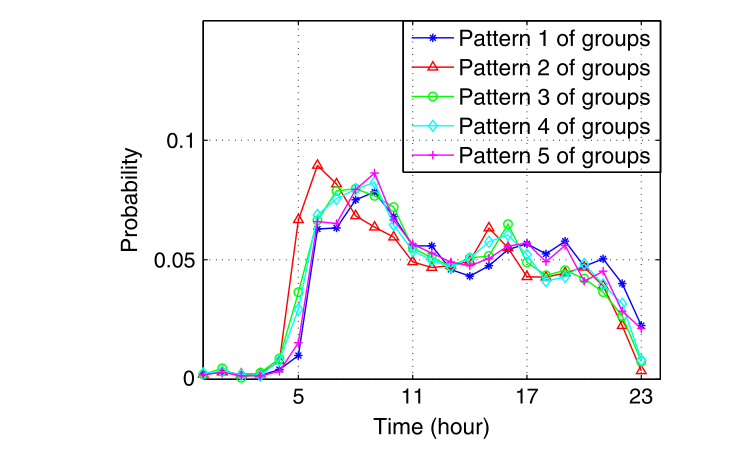 Pattern 1 of groups
Pattern 2 of groups
Pattern 3 of groups
Pattern 4 of groups
Pattern 5 of groups
0.1
0.05
0
Probability
5 11 17 23
Time (hour)